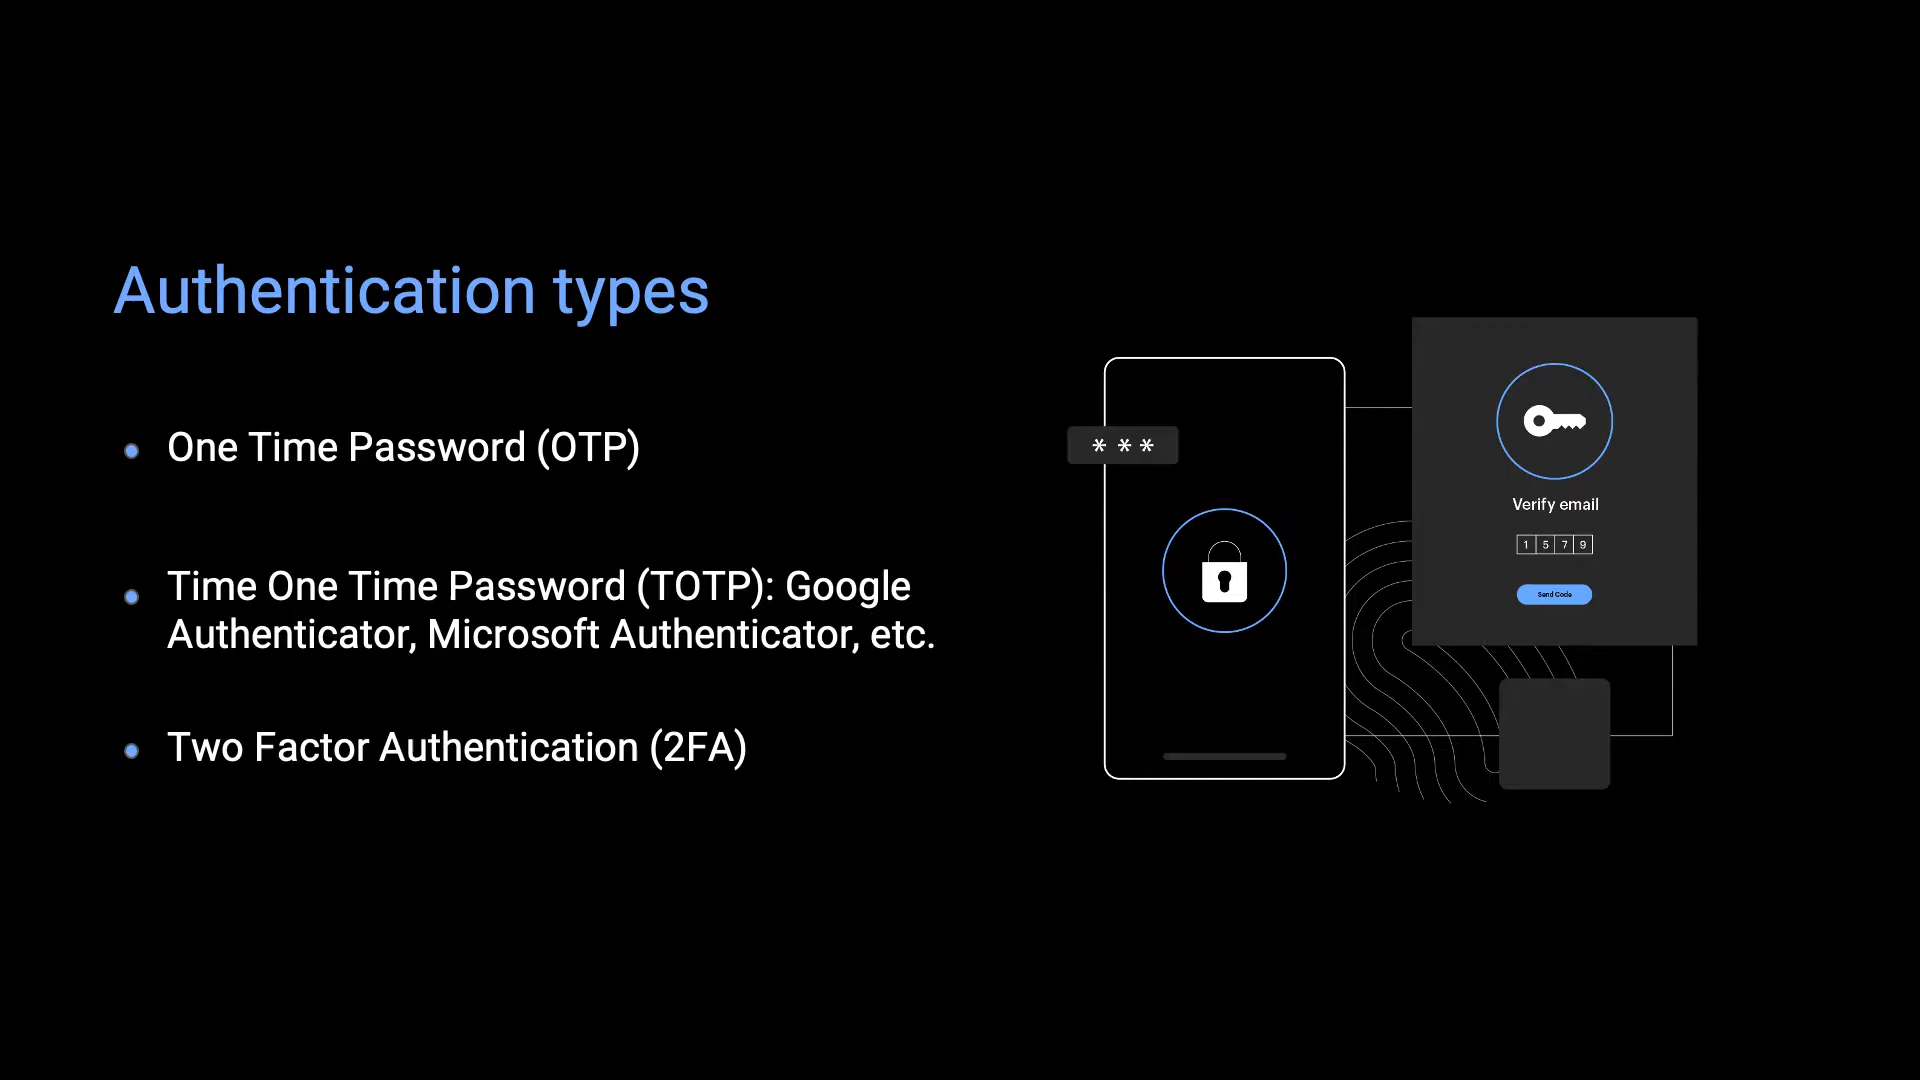 Authentication types
One Time Password (OTP)
Time One Time Password (TOTP): Google
Authenticator, Microsoft Authenticator, etc.
Two Factor Authentication (2FA)
* * *
Verify email
1 5 7 9
Send Code